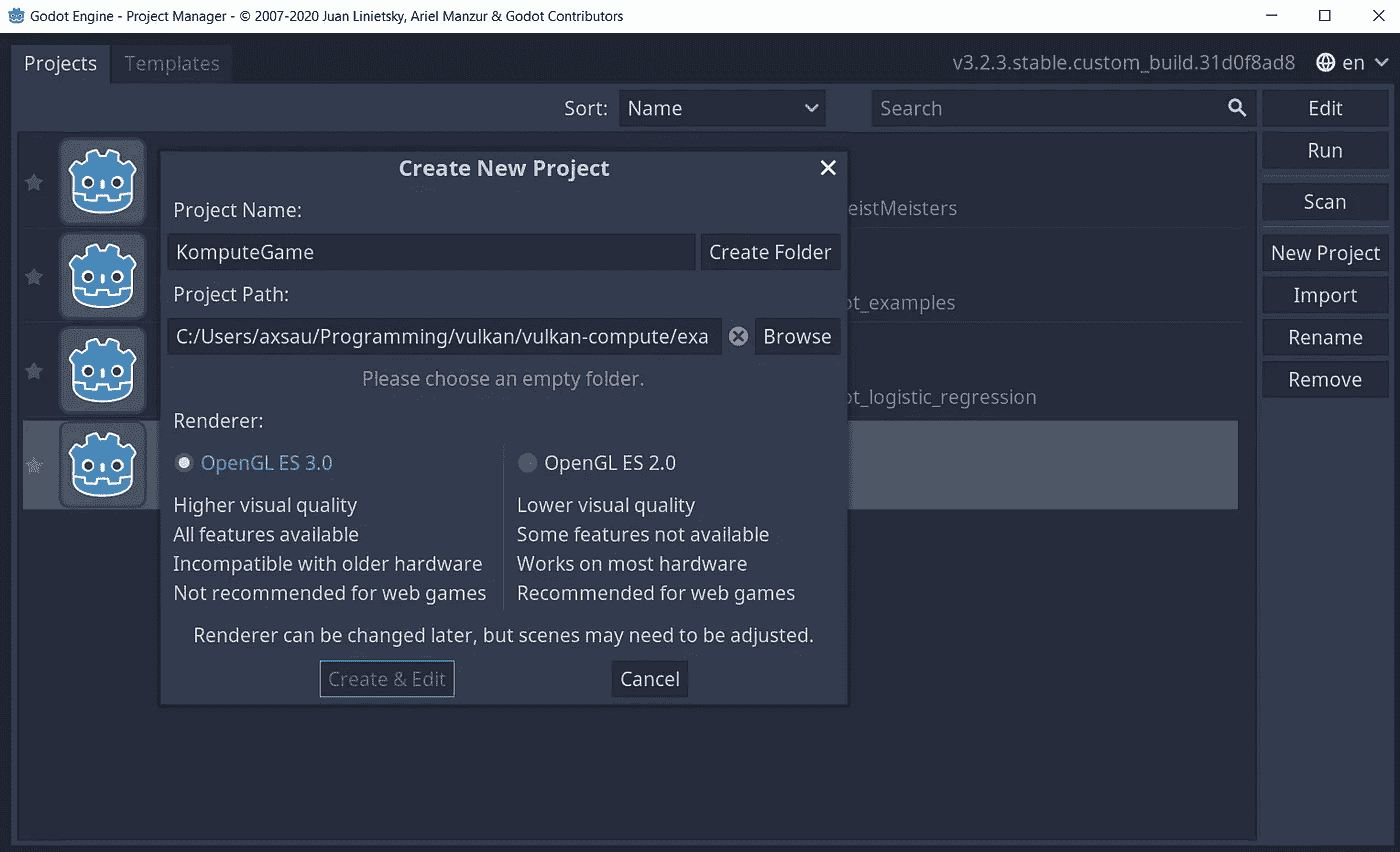 Godot Engine - Project Manager - © 2007-2020 Juan Linietsky, Ariel Manzur & Godot Contributors
Projects
Templates
v3.2.3.stable.custom_build.31d0f8ad8
en
Sort:
Name
Search
Edit
Run
Scan
New Project
Import
Rename
Remove
eistMeisters
ot_examples
ot_logistic_regression
Create New Project
Project Name:
KomputeGame
Create Folder
Project Path:
C:/Users/axsau/Programming/vulkan/vulkan-compute/exa
Browse
Please choose an empty folder.
Renderer:
OpenGL ES 3.0
Higher visual quality
All features available
Incompatible with older hardware
Not recommended for web games
OpenGL ES 2.0
Lower visual quality
Some features not available
Works on most hardware
Recommended for web games
Renderer can be changed later, but scenes may need to be adjusted.
Create & Edit
Cancel